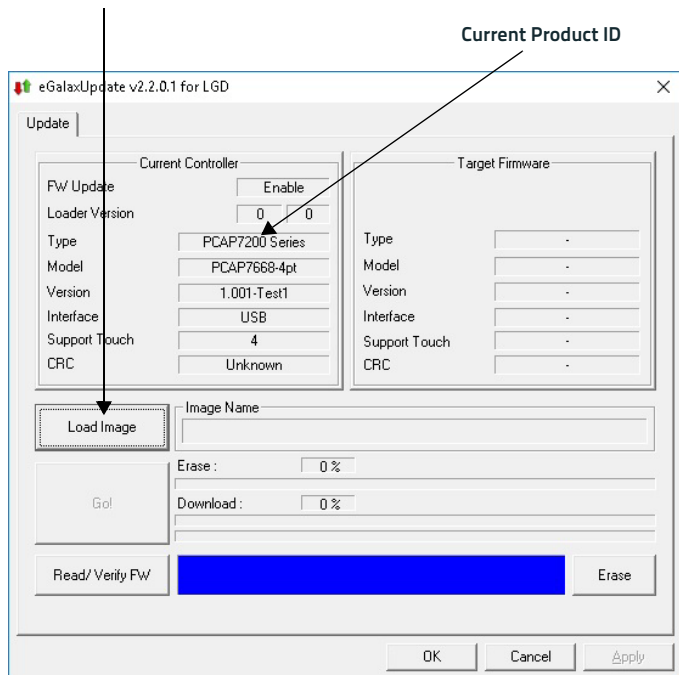 Current Product ID
eGalaxUpdate v2.2.0.1 for LGD
Update
Current Controller
FW Update Enable
Loader Version 0 0
Type PCAP7200 Series
Model PCAP7668-4pt
Version 1.001-Test1
Interface USB
Support Touch 4
CRC Unknown
Target Firmware
Type -
Model -
Version -
Interface -
Support Touch -
CRC -
Load Image
Image Name
Go!
Erase : 0 %
Download : 0 %
Read/ Verify FW
Erase
OK Cancel Apply